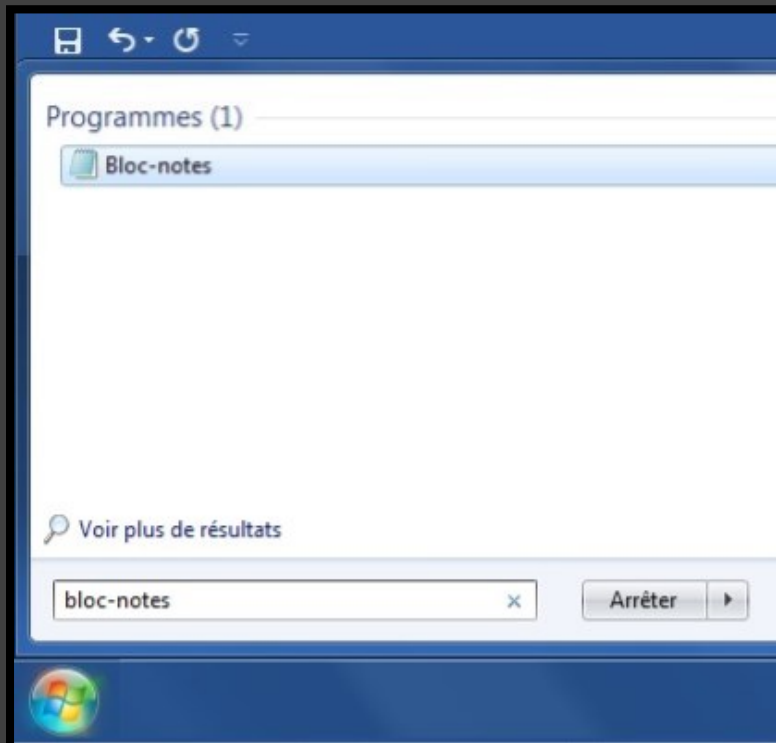 Programmes (1)
Bloc-notes
Voir plus de résultats
bloc-notes
Arrêter